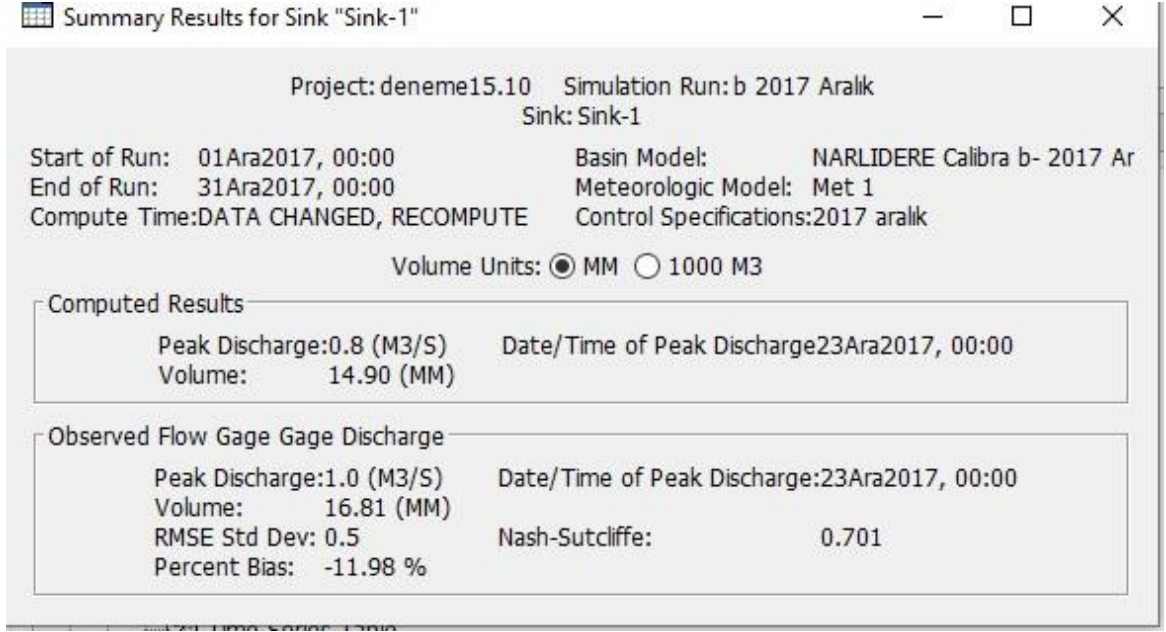 Summary Results for Sink "Sink-1"
Project: deneme15.10 Simulation Run: b 2017 Aralık
Sink: Sink-1
Start of Run: 01Ara2017, 00:00 Basin Model: NARLIDERE Calibra b- 2017 Ar
End of Run: 31Ara2017, 00:00 Meteorologic Model: Met 1
Compute Time:DATA CHANGED, RECOMPUTE Control Specifications:2017 aralık
Volume Units: MM 1000 M3
Computed Results
Peak Discharge:0.8 (M3/S) Date/Time of Peak Discharge23Ara2017, 00:00
Volume: 14.90 (MM)
Observed Flow Gage Gage Discharge
Peak Discharge:1.0 (M3/S) Date/Time of Peak Discharge:23Ara2017, 00:00
Volume: 16.81 (MM)
RMSE Std Dev: 0.5 Nash-Sutcliffe: 0.701
Percent Bias: -11.98 %